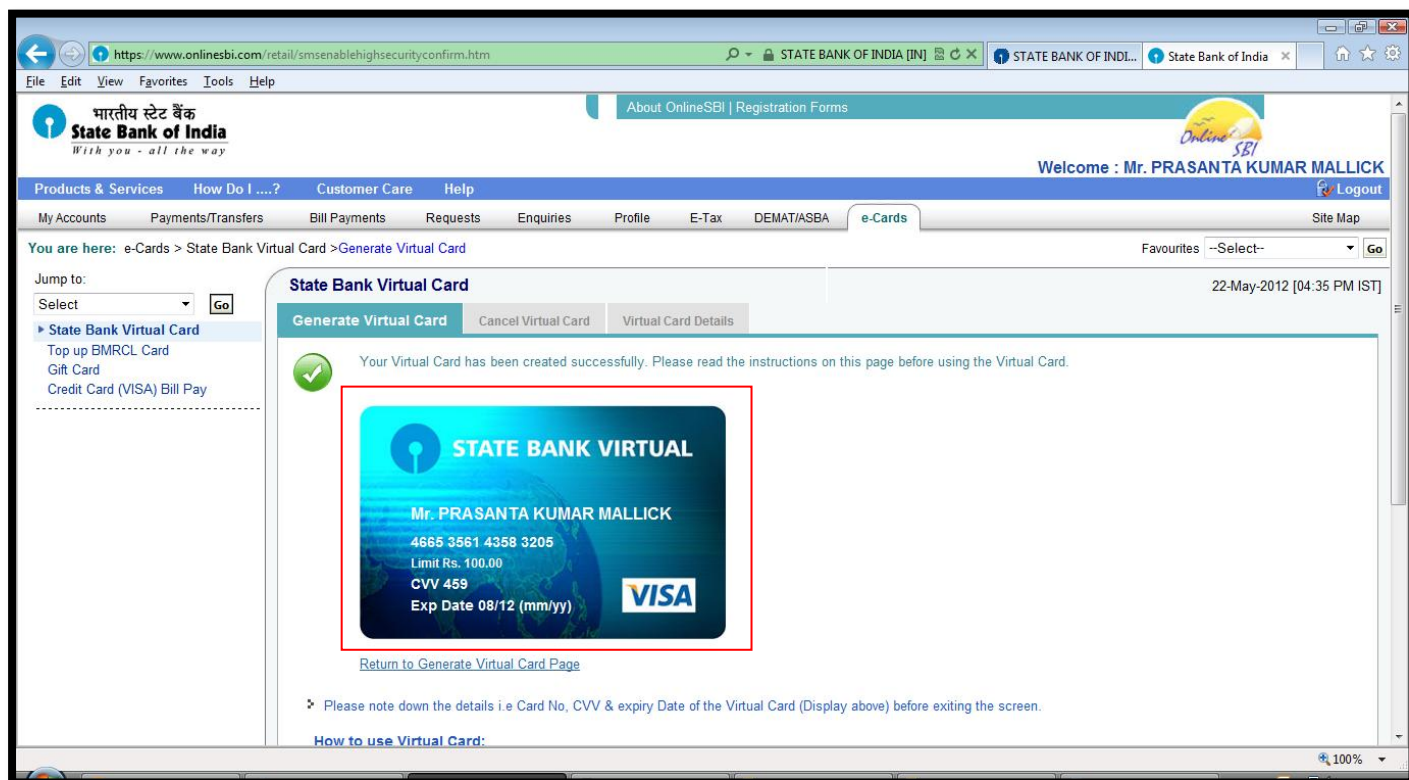 https://www.onlinesbi.com/retail/smsenablehighsecurityconfirm.htm STATE BANK OF INDIA [IN] STATE BANK OF INDI... State Bank of India
File Edit View Favorites Tools Help
भारतीय स्टेट बैंक
State Bank of India
With you - all the way
About OnlineSBI | Registration Forms
Online SBI
Welcome : Mr. PRASANTA KUMAR MALLICK
Products & Services How Do I ....? Customer Care Help Logout
My Accounts Payments/Transfers Bill Payments Requests Enquiries Profile E-Tax DEMAT/ASBA e-Cards Site Map
You are here: e-Cards > State Bank Virtual Card >Generate Virtual Card Favourites --Select-- Go
Jump to:
Select Go
State Bank Virtual Card
Top up BMRCL Card
Gift Card
Credit Card (VISA) Bill Pay
State Bank Virtual Card 22-May-2012 [04:35 PM IST]
Generate Virtual Card Cancel Virtual Card Virtual Card Details
Your Virtual Card has been created successfully. Please read the instructions on this page before using the Virtual Card.
STATE BANK VIRTUAL
Mr. PRASANTA KUMAR MALLICK
4665 3561 4358 3205
Limit Rs. 100.00
CVV 459
Exp Date 08/12 (mm/yy)
VISA
Return to Generate Virtual Card Page
Please note down the details i.e Card No, CVV & expiry Date of the Virtual Card (Display above) before exiting the screen.
How to use Virtual Card:
100%